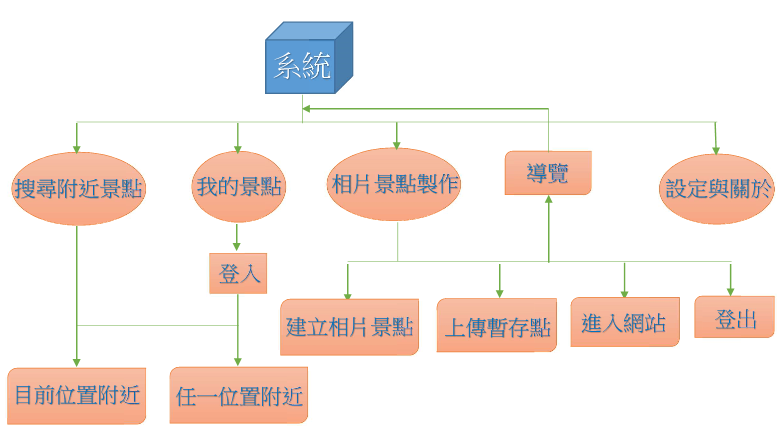 系統
搜尋附近景點
我的景點
相片景點製作
導覽
設定與關於
登入
建立相片景點
上傳暫存點
進入網站
登出
目前位置附近
任一位置附近